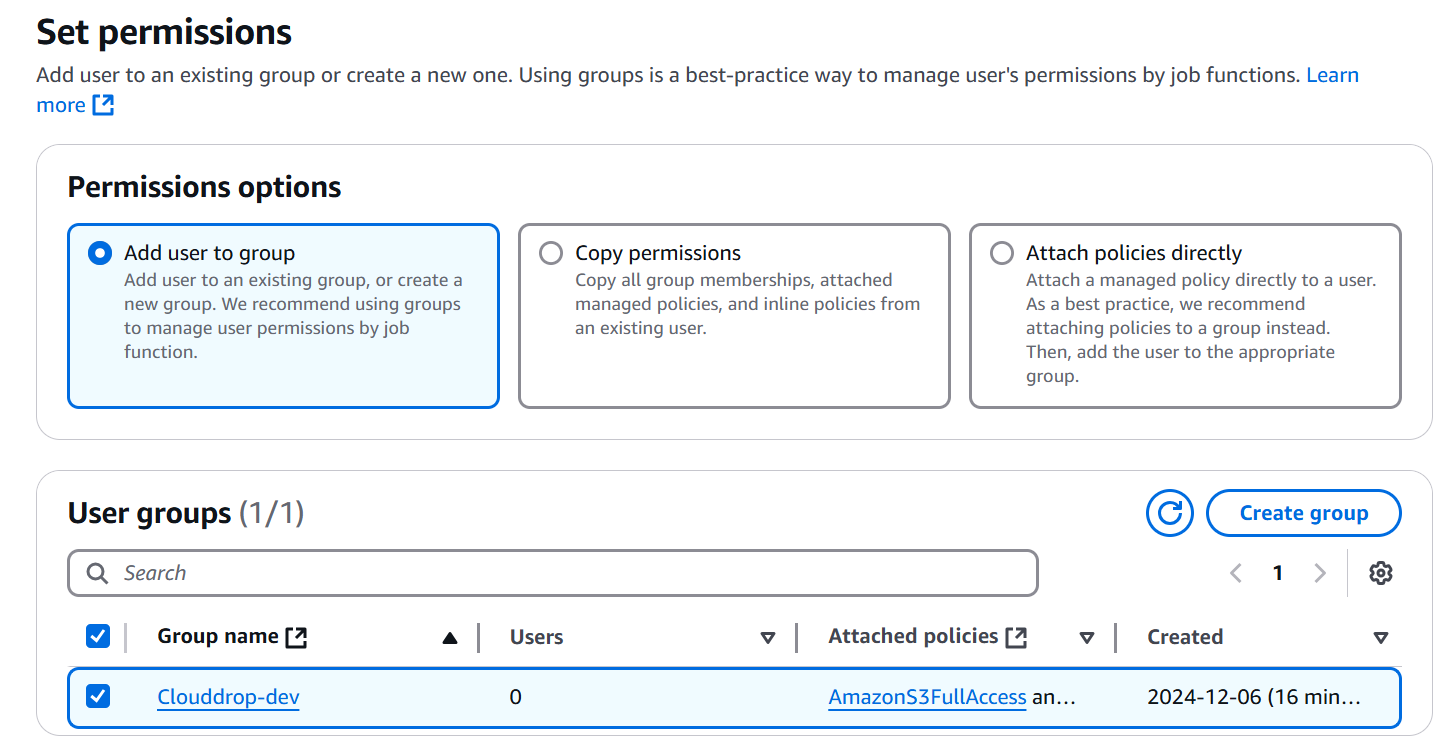 Set permissions
Add user to an existing group or create a new one. Using groups is a best-practice way to manage user's permissions by job functions. Learn
more
Permissions options
Add user to group
Add user to an existing group, or create a
new group. We recommend using groups
to manage user permissions by job
function.
Copy permissions
Copy all group memberships, attached
managed policies, and inline policies from
an existing user.
Attach policies directly
Attach a managed policy directly to a user.
As a best practice, we recommend
attaching policies to a group instead.
Then, add the user to the appropriate
group.
User groups (1/1)
Create group
Search
1
Group name Users Attached policies Created
Clouddrop-dev 0 AmazonS3FullAccess an… 2024-12-06 (16 min…